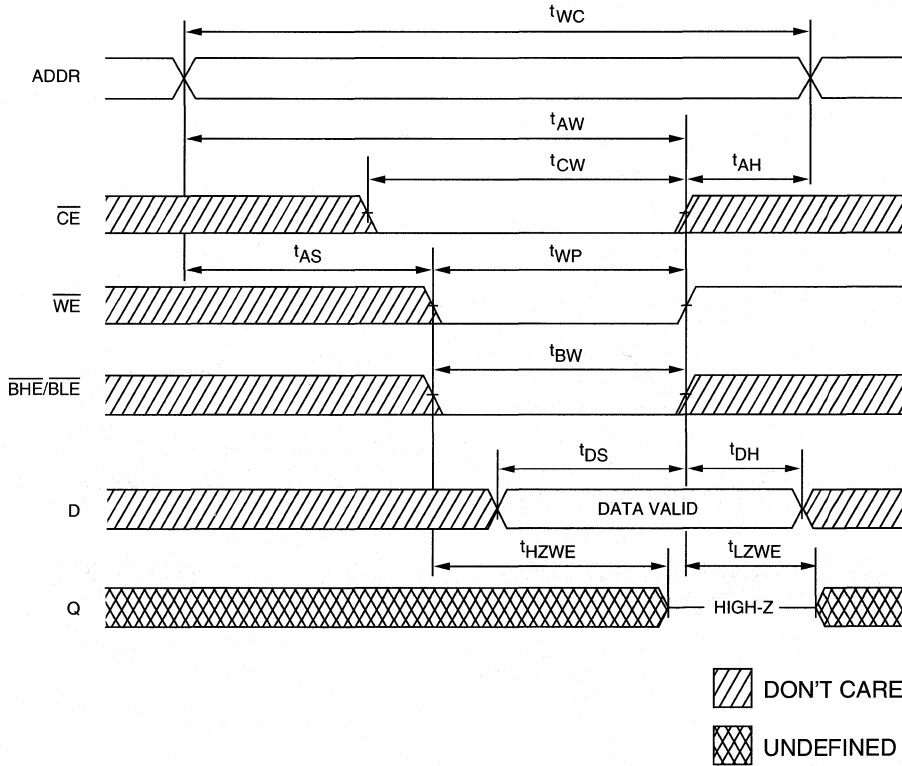 tWC
ADDR
tAW
tCW
tAH
CE
tAS
tWP
WE
tBW
BHE/BLE
tDS
tDH
D
DATA VALID
tHZWE
tLZWE
Q
HIGH-Z
DON'T CARE
UNDEFINED